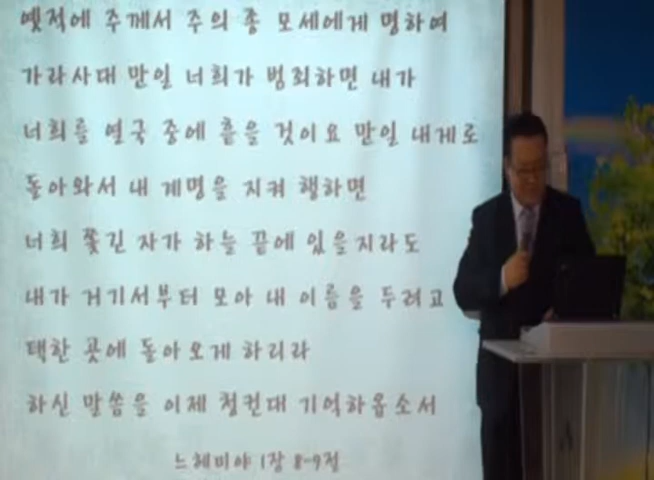 옛적에 주께서 주의 종 모세에게 명하여
가라사대 만일 너희가 범죄하면 내가
너희를 열국 중에 흩을 것이요 만일 내게로
돌아와서 내 계명을 지켜 행하면
너희 쫓긴 자가 하늘 끝에 있을지라도
내가 거기서부터 모아 내 이름을 두려고
택한 곳에 돌아오게 하리라
하신 말씀을 이제 청컨대 기억하옵소서
느헤미야 1장 8-9절